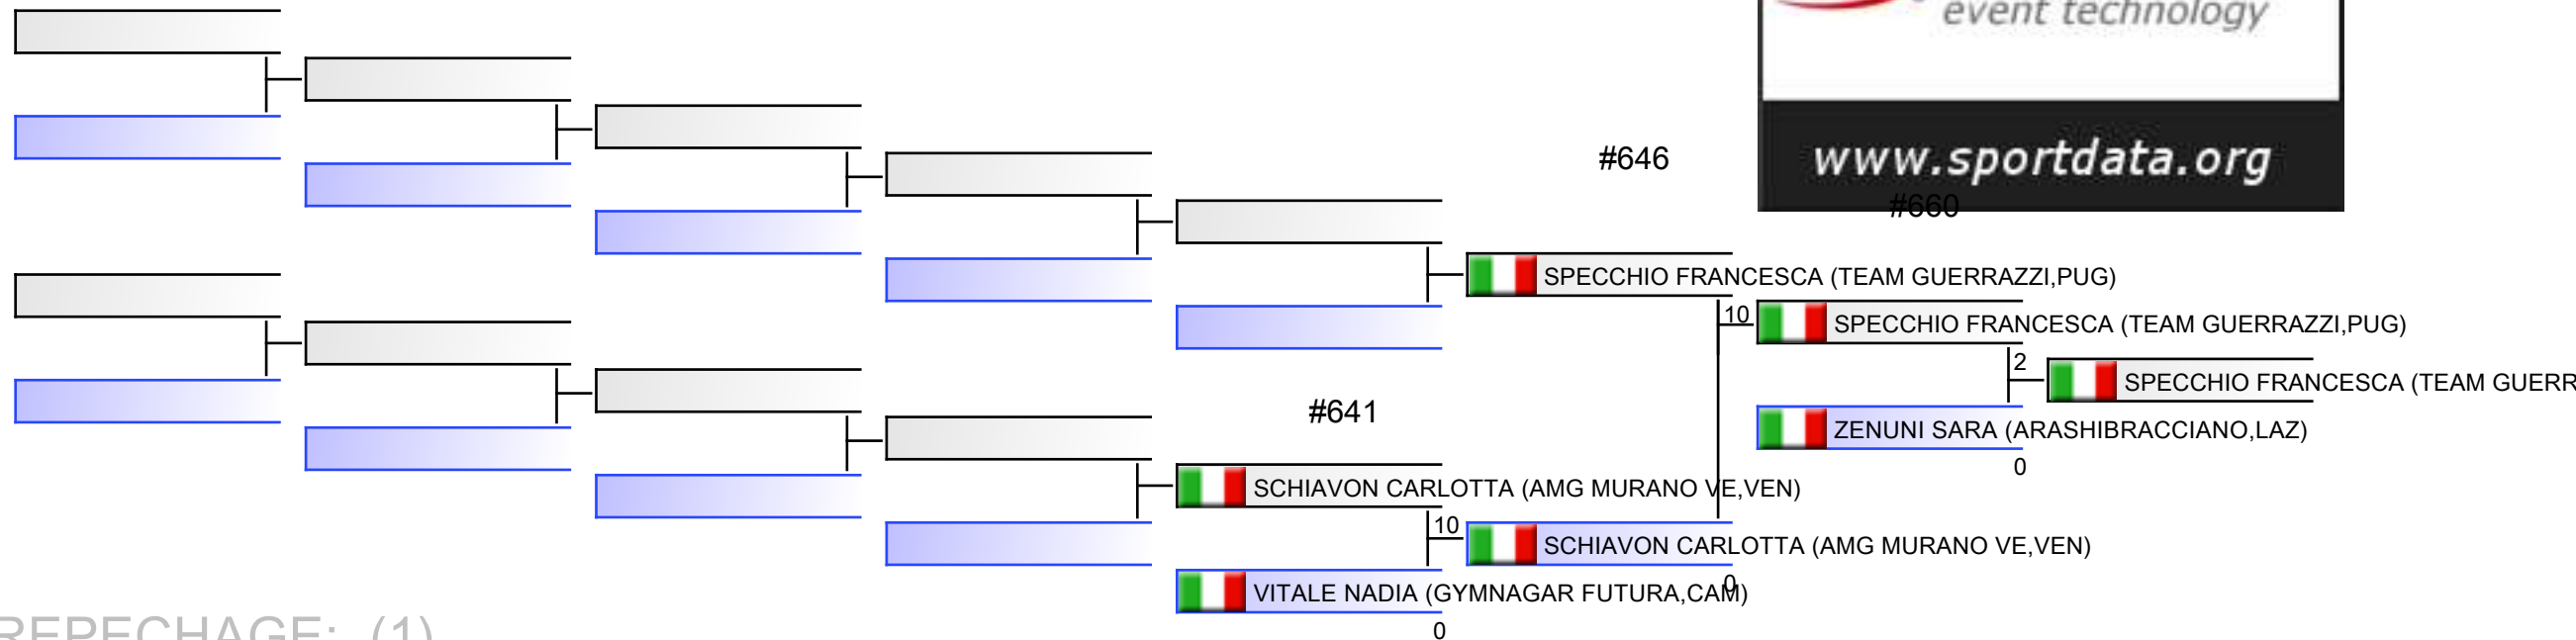 event technology
www.sportdata.org
#646
#660
SPECCHIO FRANCESCA (TEAM GUERRAZZI,PUG)
10
SPECCHIO FRANCESCA (TEAM GUERRAZZI,PUG)
2
SPECCHIO FRANCESCA (TEAM GUERR
#641
ZENUNI SARA (ARASHIBRACCIANO,LAZ)
0
SCHIAVON CARLOTTA (AMG MURANO VE,VEN)
10
SCHIAVON CARLOTTA (AMG MURANO VE,VEN)
0
VITALE NADIA (GYMNAGAR FUTURA,CAM)
0
REPECHAGE: (1)